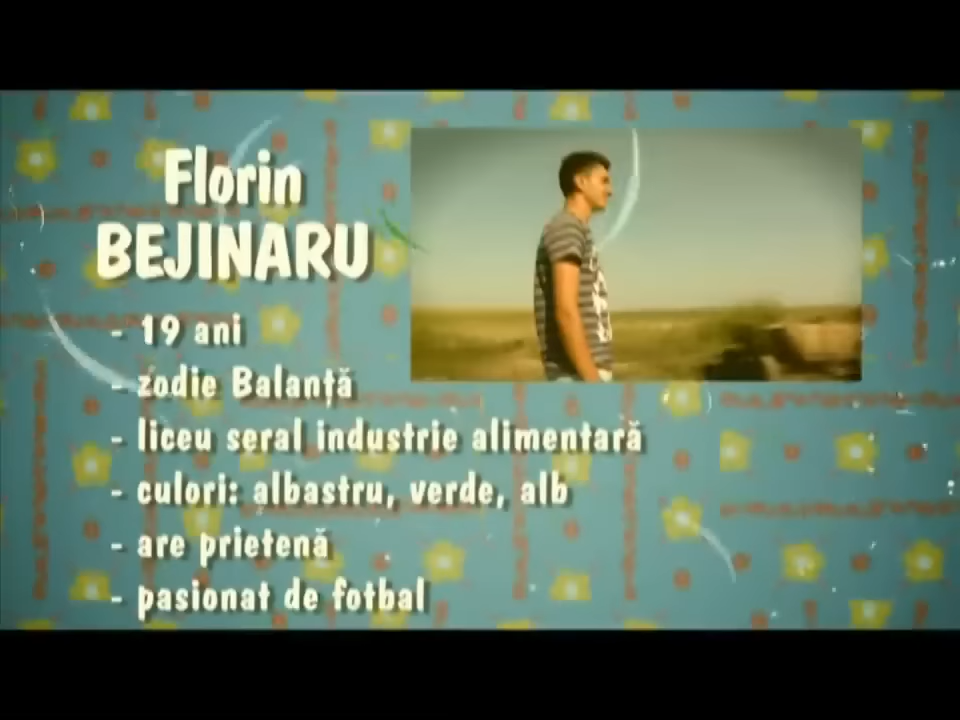 Florin
BEJINARU
- 19 ani
- zodie Balanță
- liceu seral industrie alimentară
- culori: albastru, verde, alb
- are prietenă
- pasionat de fotbal